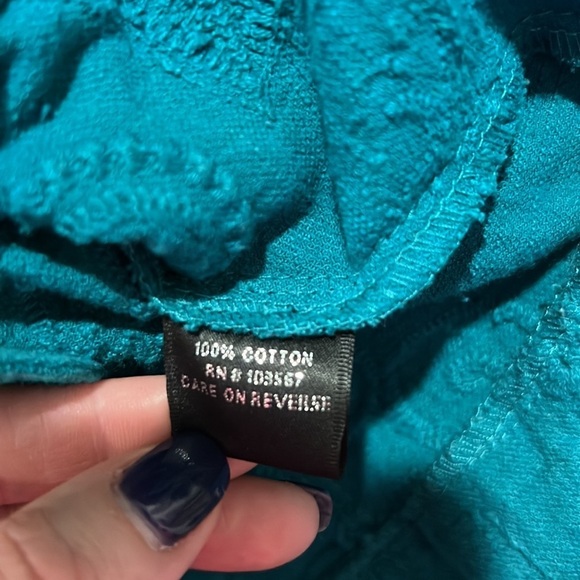 100% COTTON
RN # 103567
CARE ON REVERSE